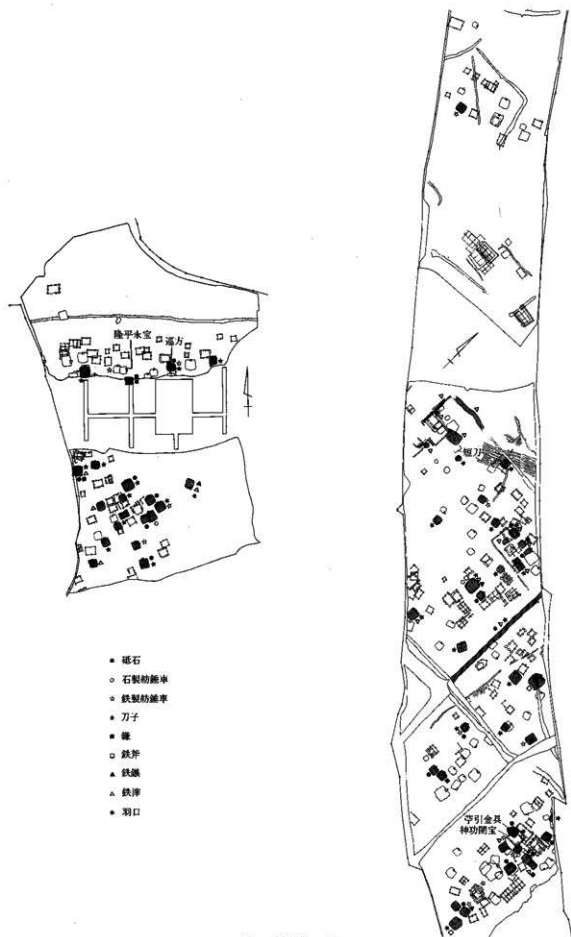 隆平永宝
巡方
短刀
苧引金具
神功開宝
● 砥石
○ 石製紡錘車
☆ 鉄製紡錘車
★ 刀子
■ 鎌
□ 鉄斧
▲ 鉄鏃
△ 鉄滓
羽口